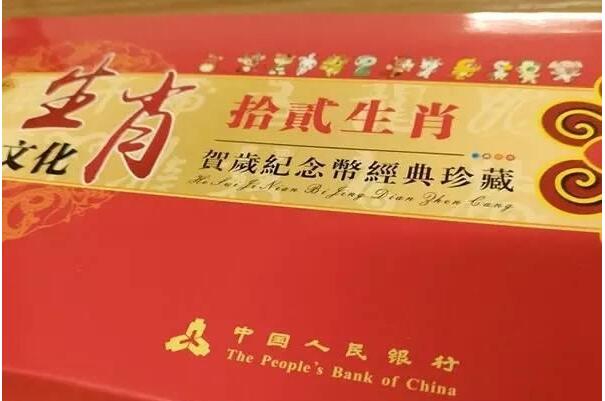 生肖
文化
拾貳生肖
賀歲紀念幣經典珍藏
He Sui Ji Nian Bi Jing Dian Zhen Cang
中国人民银行
The People's Bank of China